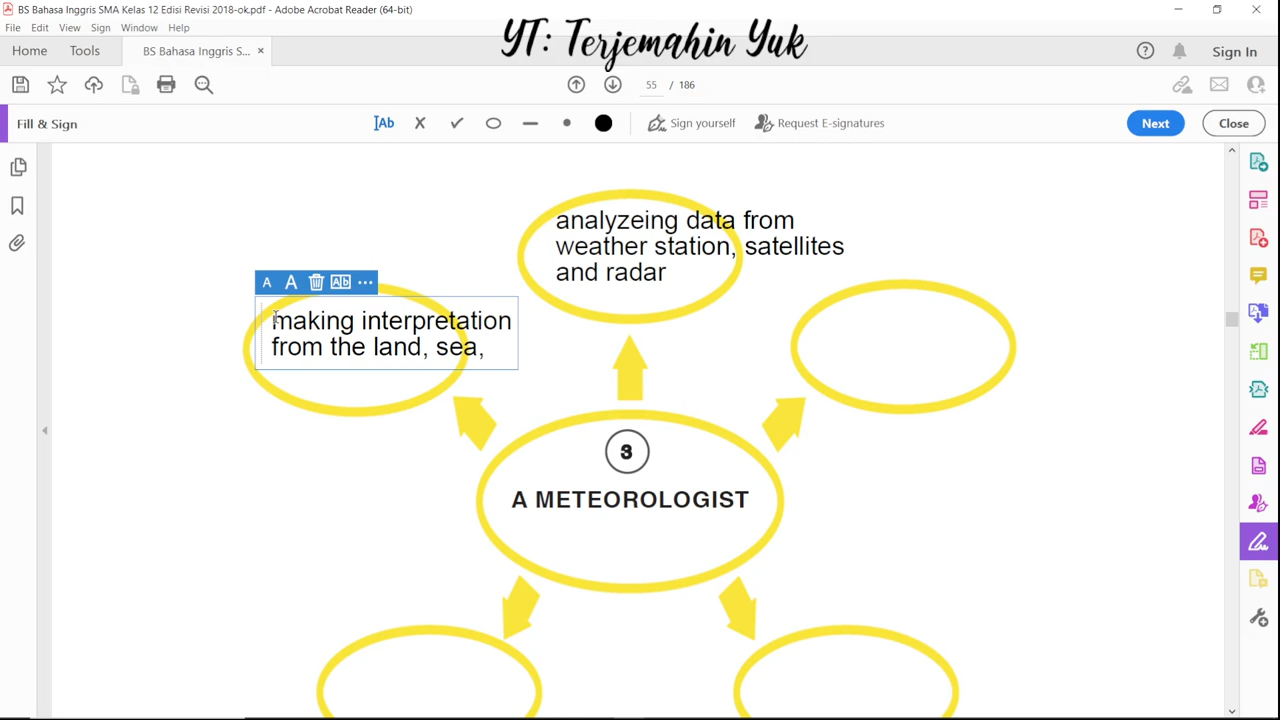 BS Bahasa Inggris SMA Kelas 12 Edisi Revisi 2018-ok.pdf - Adobe Acrobat Reader (64-bit)
File Edit View Sign Window Help
YT: Terjemahin Yuk
Home Tools BS Bahasa Inggris S... × Sign In
55 / 186
Fill & Sign
Ab
Sign yourself
Request E-signatures
Next
Close
analyzeing data from
weather station, satellites
and radar
A A Ab ...
making interpretation
from the land, sea,
3
A METEOROLOGIST